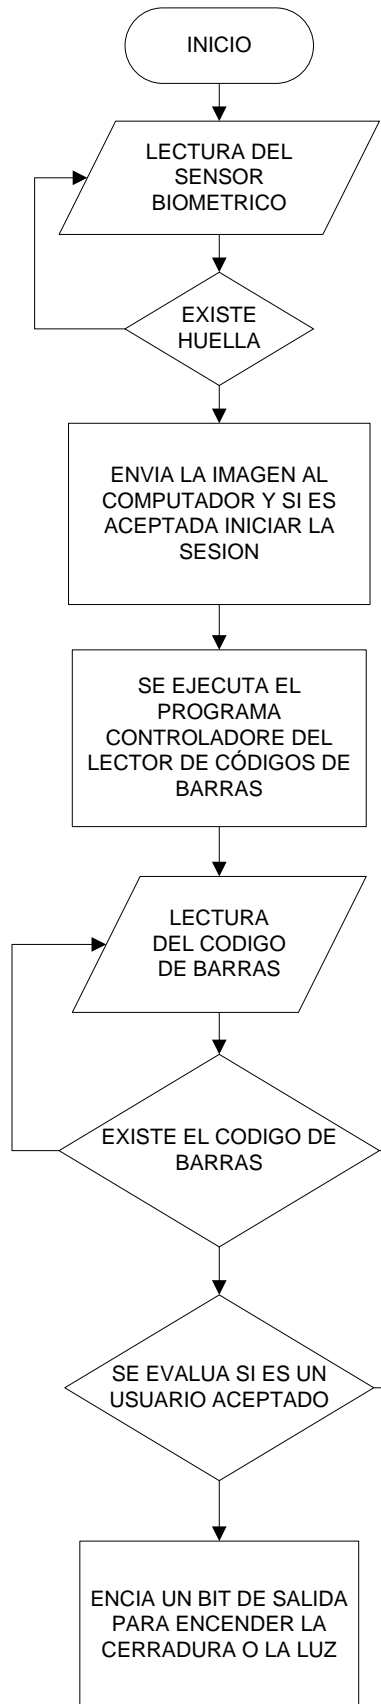 INICIO
LECTURA DEL
SENSOR
BIOMETRICO
EXISTE
HUELLA
ENVIA LA IMAGEN AL
COMPUTADOR Y SI ES
ACEPTADA INICIAR LA
SESION
SE EJECUTA EL
PROGRAMA
CONTROLADORE DEL
LECTOR DE CÓDIGOS DE
BARRAS
LECTURA
DEL CODIGO
DE BARRAS
EXISTE EL CODIGO DE
BARRAS
SE EVALUA SI ES UN
USUARIO ACEPTADO
ENCIA UN BIT DE SALIDA
PARA ENCENDER LA
CERRADURA O LA LUZ